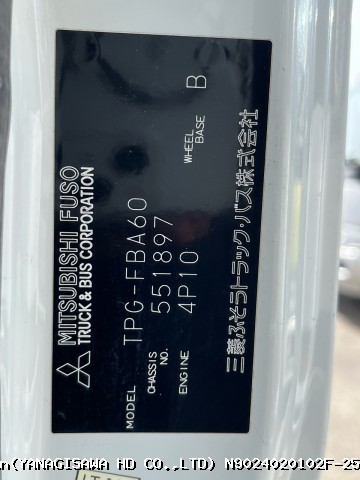 MITSUBISHI FUSO
TRUCK & BUS CORPORATION
MODEL TPG-FBA60
CHASSIS NO. 551897
ENGINE 4P10 WHEEL BASE B
三菱ふそうトラック・バス株式会社
n(YANAGISAWA HD CO.,LTD) N9024020102F-25